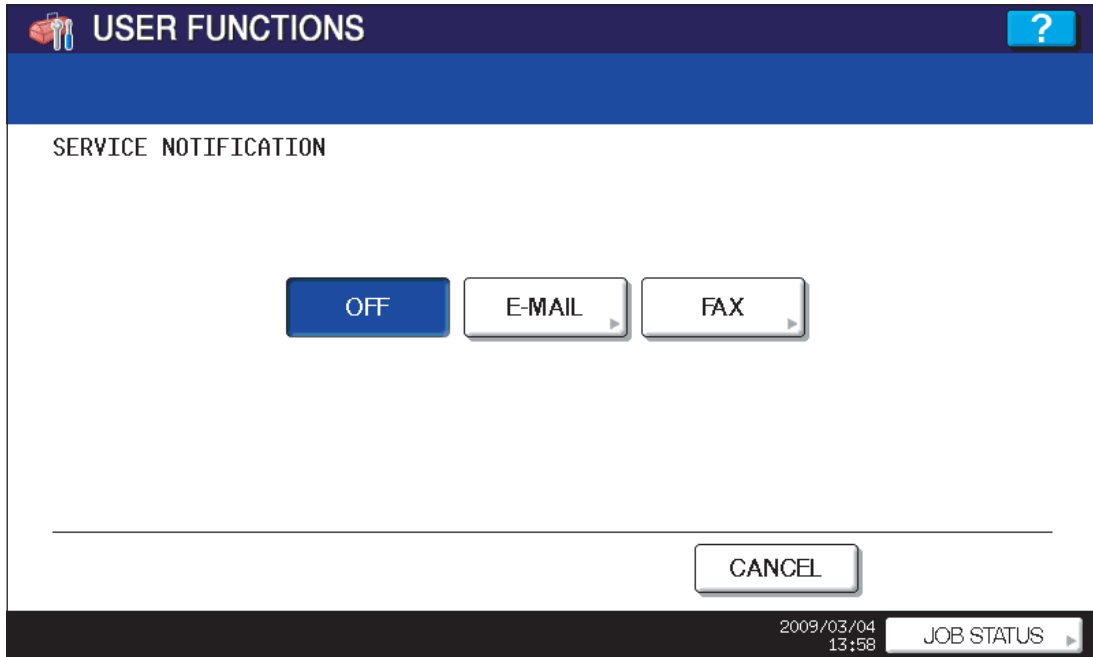 USER FUNCTIONS
?
SERVICE NOTIFICATION
OFF
E-MAIL
FAX
CANCEL
2009/03/04
13:58
JOB STATUS